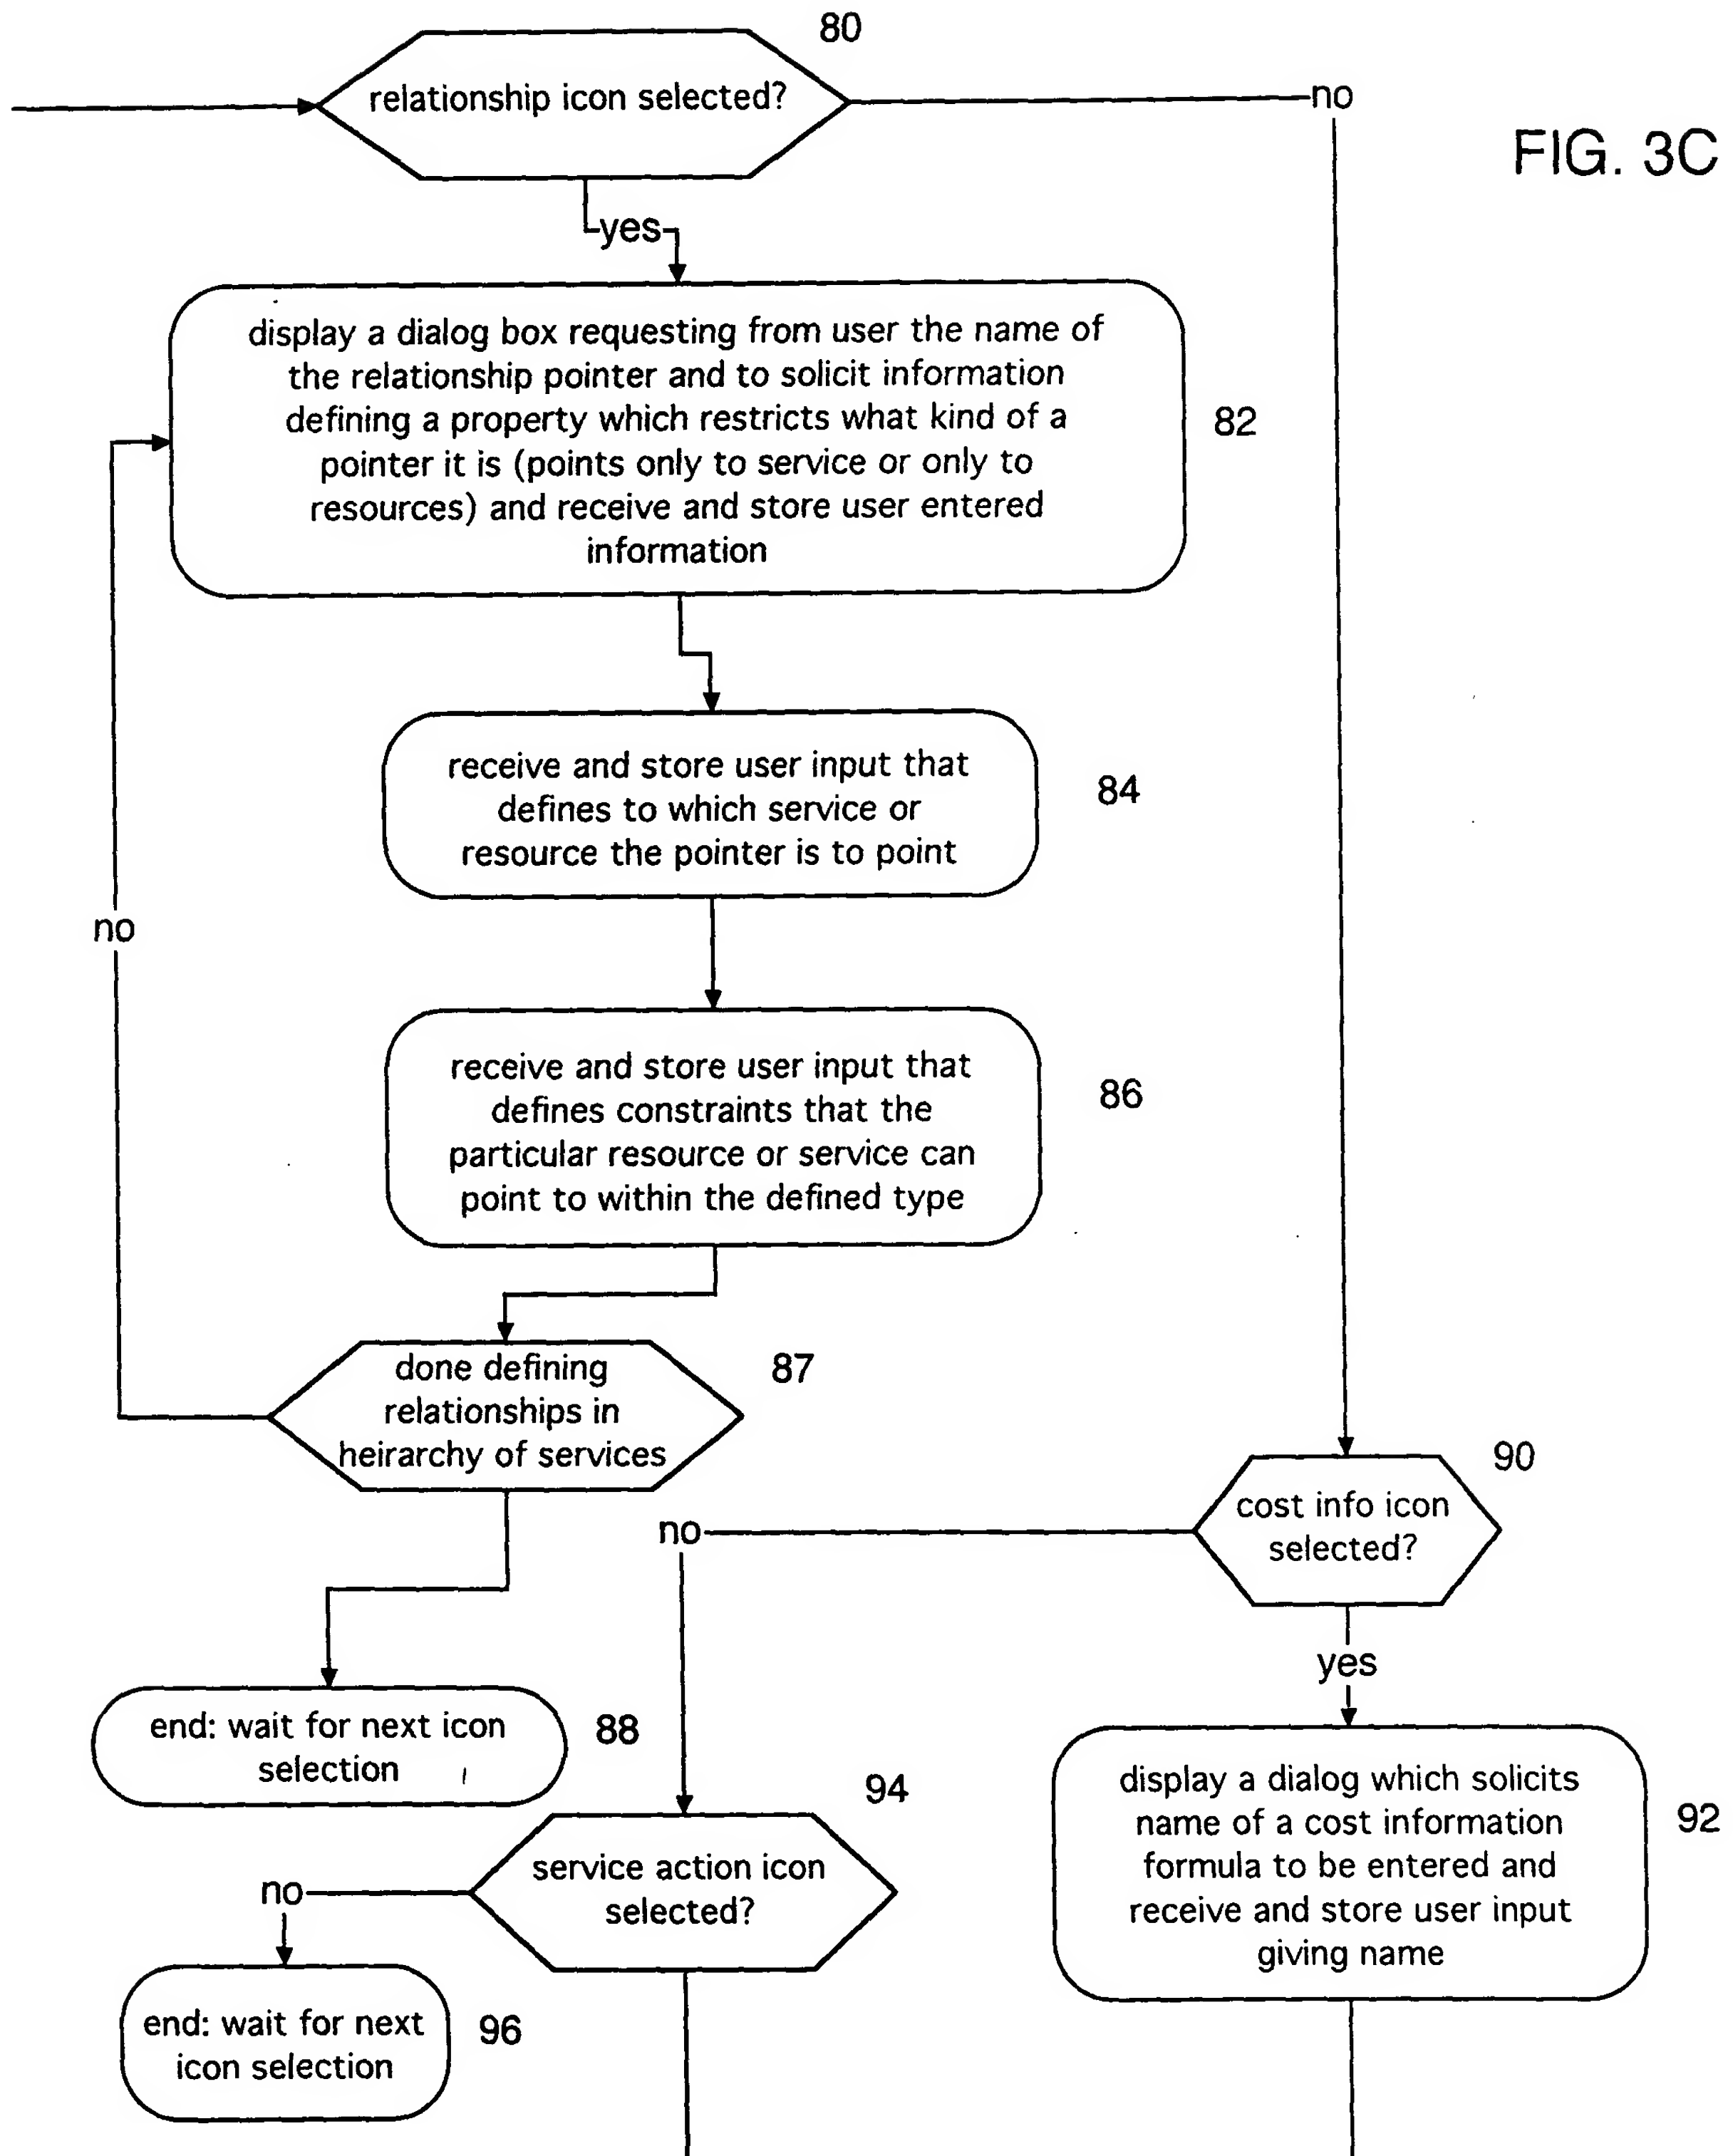 80
relationship icon selected?
no
FIG. 3C
yes
display a dialog box requesting from user the name of
the relationship pointer and to solicit information
defining a property which restricts what kind of a
pointer it is (points only to service or only to
resources) and receive and store user entered
information
82
receive and store user input that
defines to which service or
resource the pointer is to point
84
no
receive and store user input that
defines constraints that the
particular resource or service can
point to within the defined type
86
done defining
relationships in
heirarchy of services
87
90
cost info icon
selected?
no
yes
end: wait for next icon
selection
88
94
display a dialog which solicits
name of a cost information
formula to be entered and
receive and store user input
giving name
92
service action icon
selected?
no
end: wait for next
icon selection
96